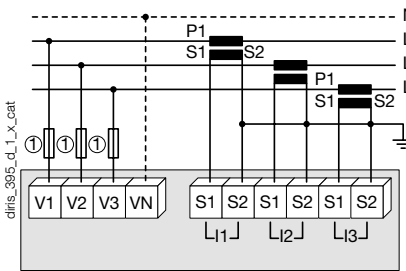 P1
S1 S2
P1
S1 S2
① ① ①
diris_395_d_1_x_cat
V1 V2 V3 VN S1 S2 S1 S2 S1 S2
I1 I2 I3